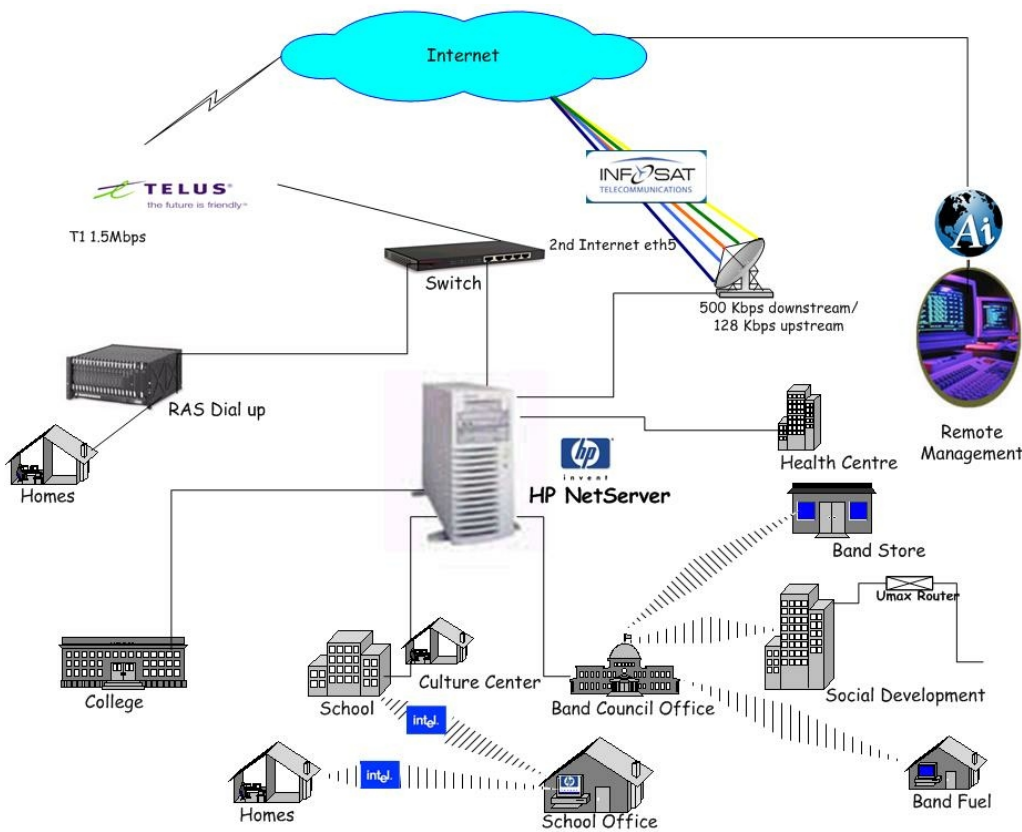 Internet
INFOSAT
TELECOMMUNICATIONS
TELUS®
the future is friendly™
T1 1.5Mbps
2nd Internet eth5
Switch
Ai
500 Kbps downstream/
128 Kbps upstream
RAS Dial up
Homes
hp
invent
HP NetServer
Health Centre
Remote
Management
Band Store
Umax Router
College
School
Culture Center
Band Council Office
Social Development
intel.
intel.
Homes
School Office
Band Fuel